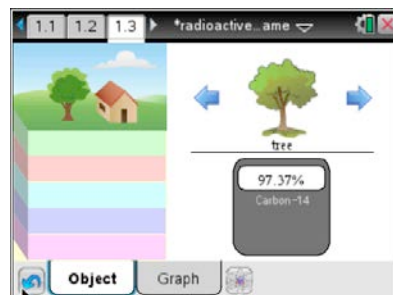 1.1 1.2 1.3 *radioactive...ame
tree
97.37%
Carbon-14
Object Graph